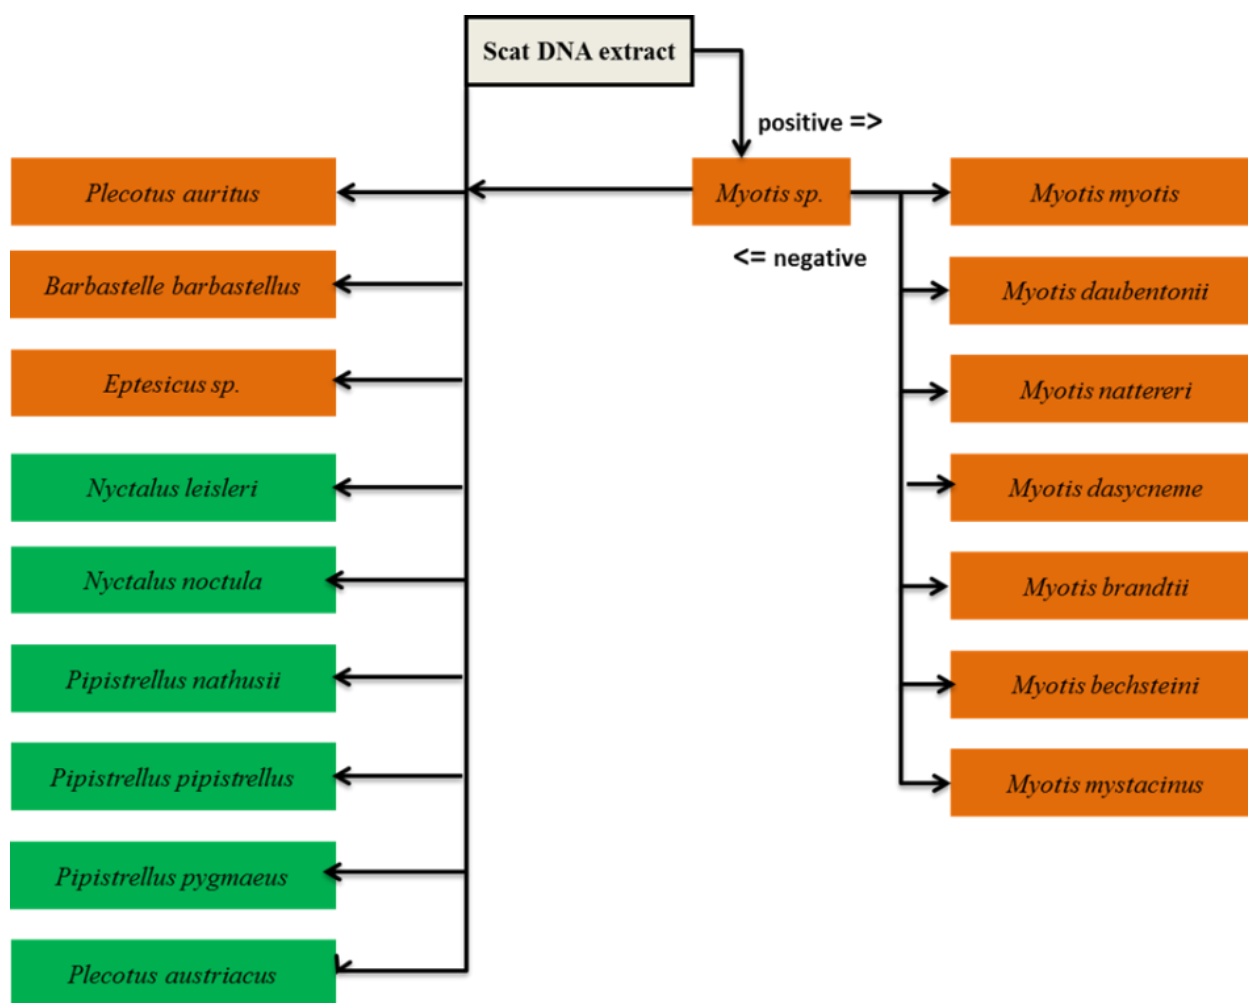 Scat DNA extract
positive =>
Plecotus auritus
Myotis sp.
Myotis myotis
<= negative
Barbastelle barbastellus
Myotis daubentonii
Eptesicus sp.
Myotis nattereri
Nyctalus leisleri
Myotis dasycneme
Nyctalus noctula
Myotis brandtii
Pipistrellus nathusii
Myotis bechsteini
Pipistrellus pipistrellus
Myotis mystacinus
Pipistrellus pygmaeus
Plecotus austriacus